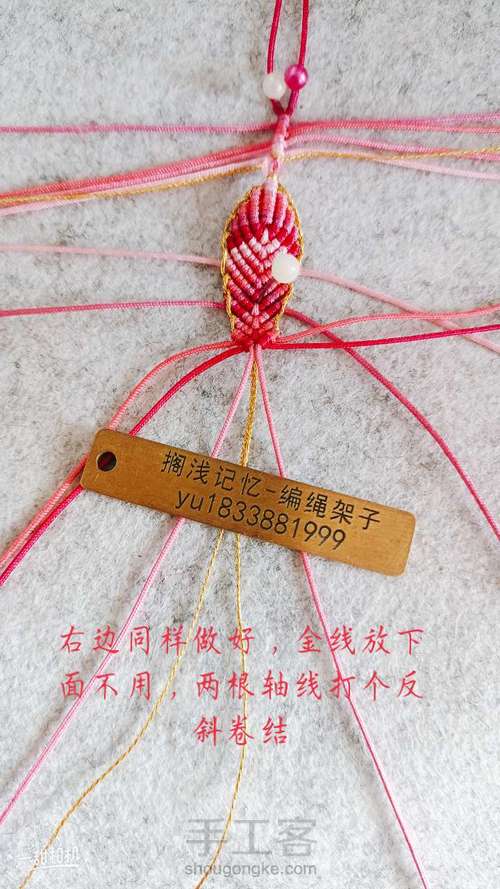 搁浅记忆-编绳架子
yu1833881999
右边同样做好，金线放下
面不用，两根轴线打个反
斜卷结
手工客
shougongke.com